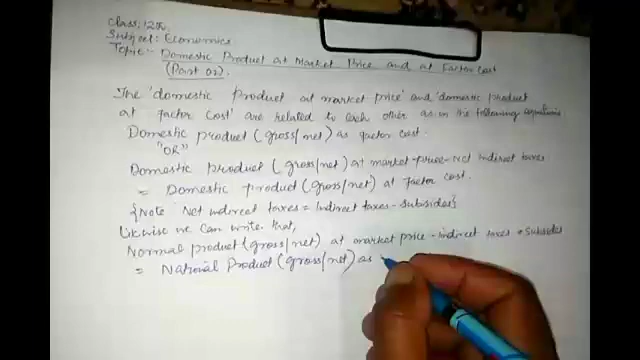 Class: 12th
Subject: Economics
Topic:- Domestic Product at Market Price and at Factor Cost
(Point 02).
The 'domestic product at market price' and 'domestic product
at factor cost' are related to each other as in the following equations
Domestic product (gross/net) as factor cost.
"OR"
Domestic product (gross/net) at market-price-Net indirect taxes
= Domestic product (gross/net) at factor cost.
{Note Net indirect taxes = Indirect taxes - Subsidies}
Likewise we can write that,
Normal product (gross/net) at market price - indirect taxes + Subsidies
= National Product (gross/net) as